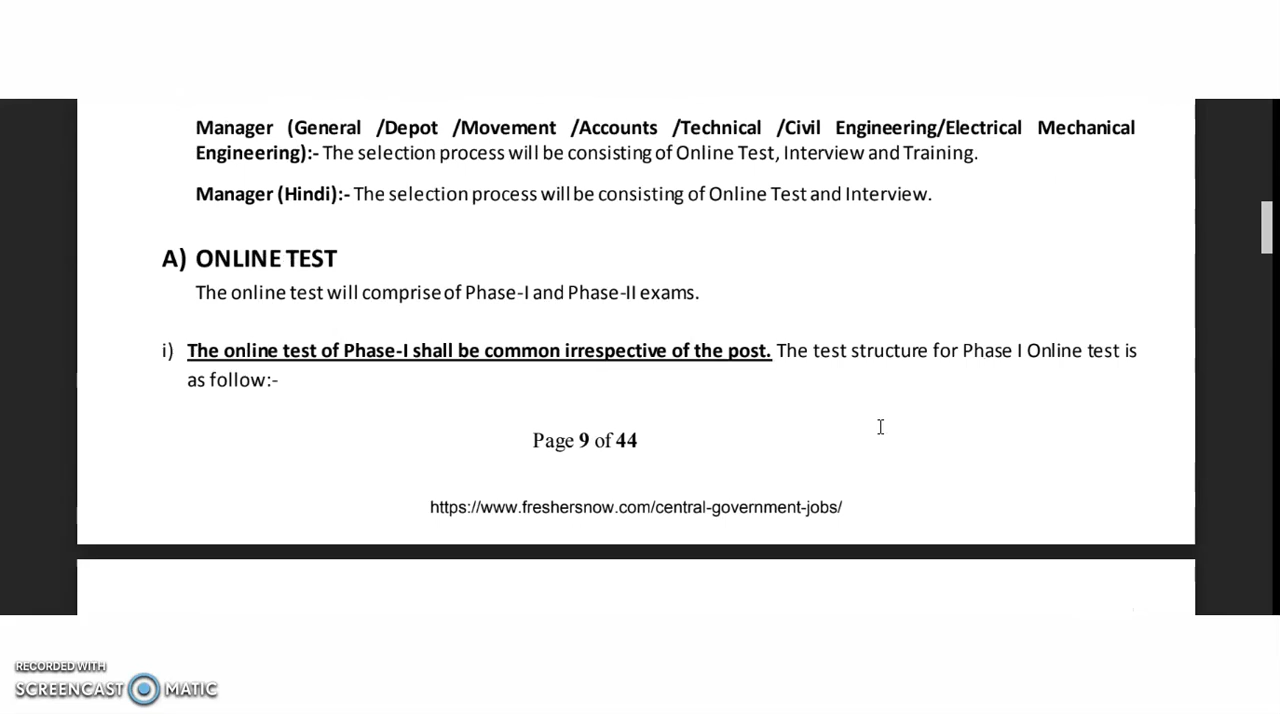 Manager (General /Depot /Movement /Accounts /Technical /Civil Engineering/Electrical Mechanical
Engineering):- The selection process will be consisting of Online Test, Interview and Training.
Manager (Hindi):- The selection process will be consisting of Online Test and Interview.
A) ONLINE TEST
The online test will comprise of Phase-I and Phase-II exams.
i) The online test of Phase-I shall be common irrespective of the post. The test structure for Phase I Online test is
as follow:-
Page 9 of 44
https://www.freshersnow.com/central-government-jobs/
RECORDED WITH
SCREENCAST MATIC